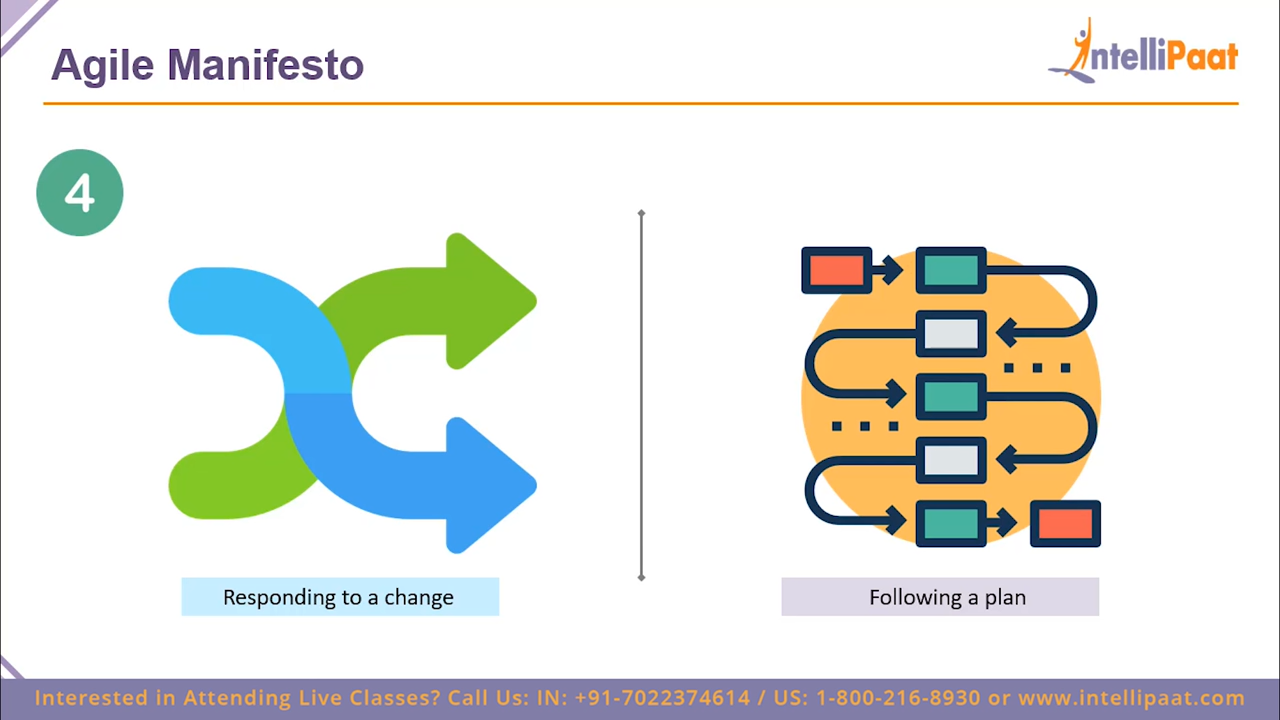 Agile Manifesto
IntelliPaat
4
Responding to a change
Following a plan
Interested in Attending Live Classes? Call Us: IN: +91-7022374614 / US: 1-800-216-8930 or www.intellipaat.com